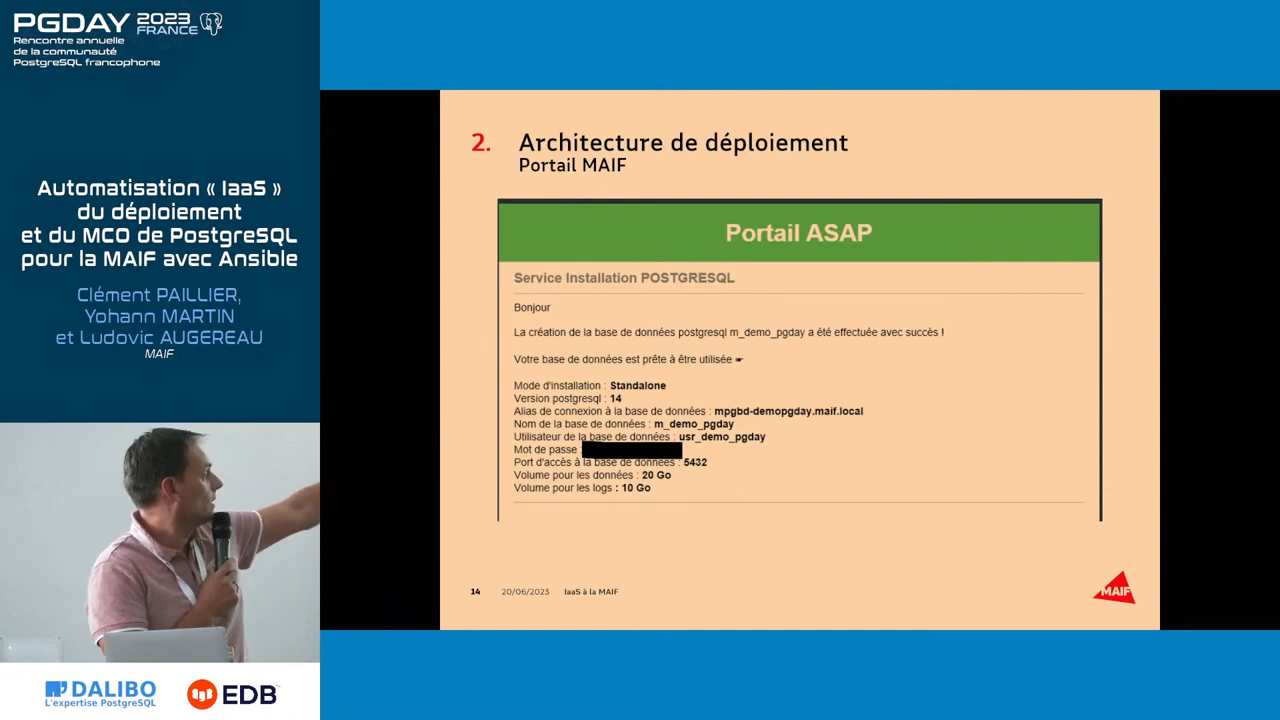 PGDAY 2023 FRANCE
Rencontre annuelle
de la communauté
PostgreSQL francophone
Automatisation « IaaS »
du déploiement
et du MCO de PostgreSQL
pour la MAIF avec Ansible
Clément PAILLIER,
Yohann MARTIN
et Ludovic AUGEREAU
MAIF
DALIBO
L'expertise PostgreSQL
EDB
2. Architecture de déploiement
Portail MAIF
Portail ASAP
Service Installation POSTGRESQL
Bonjour
La création de la base de données postgresql m_demo_pgday a été effectuée avec succès !
Votre base de données est prête à être utilisée ☛
Mode d'installation : Standalone
Version postgresql : 14
Alias de connexion à la base de données : mpgbd-demopgday.maif.local
Nom de la base de données : m_demo_pgday
Utilisateur de la base de données : usr_demo_pgday
Mot de passe :
Port d'accès à la base de données : 5432
Volume pour les données : 20 Go
Volume pour les logs : 10 Go
14 20/06/2023 IaaS à la MAIF
MAIF